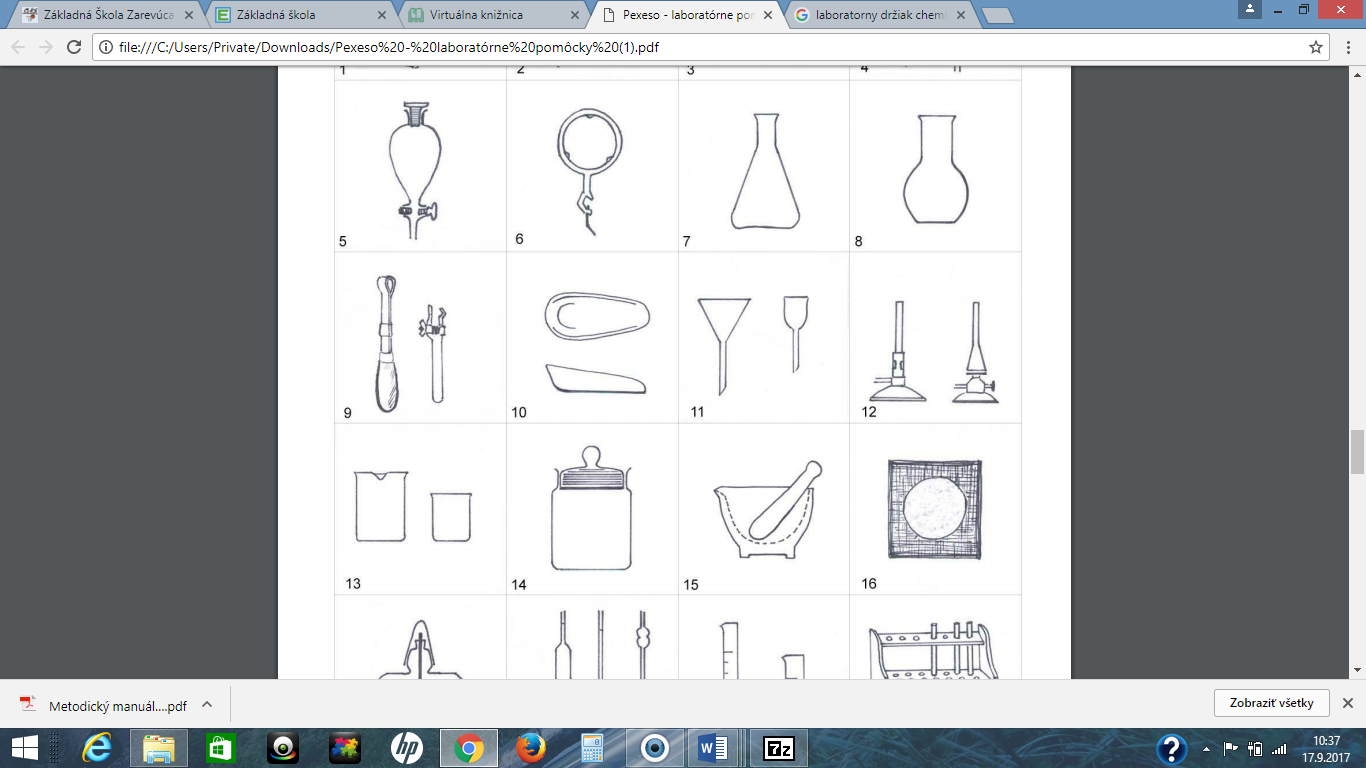 Základná Škola Zarevúca
Základná škola
Virtuálna knižnica
Pexeso - laboratórne po
laboratorny držiak chem
file:///C:/Users/Private/Downloads/Pexeso%20-%20laboratórne%20pomôcky%20(1).pdf
1
2
3
4
5
6
7
8
9
10
11
12
13
14
15
16
Metodický manuál....pdf
Zobraziť všetky
hp
7z
10:37
17.9.2017